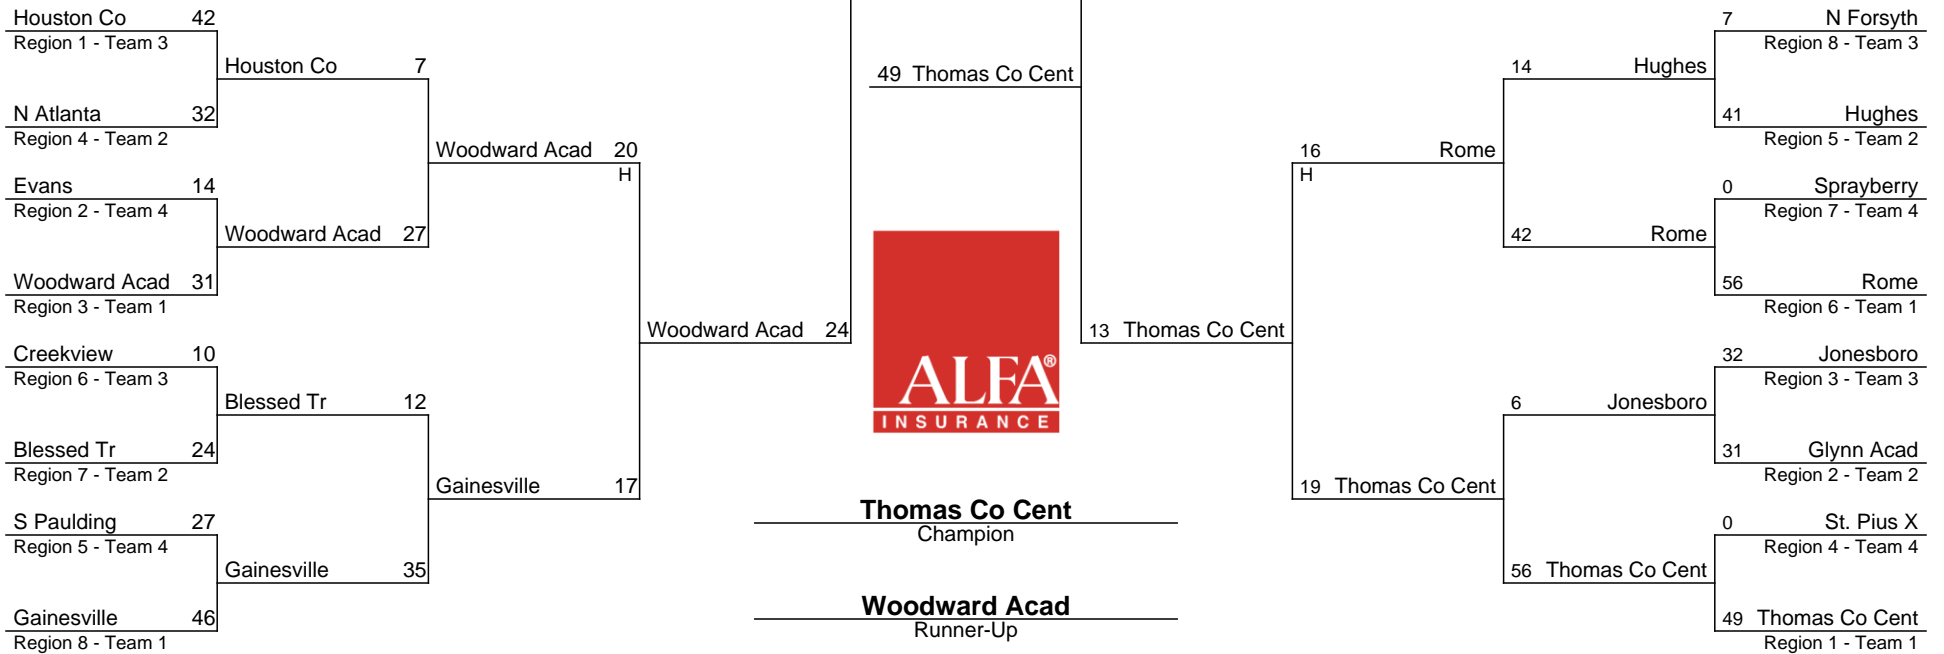 Houston Co 42
Region 1 - Team 3
Houston Co 7
N Atlanta 32
Region 4 - Team 2
Woodward Acad 20
H
Evans 14
Region 2 - Team 4
Woodward Acad 27
Woodward Acad 31
Region 3 - Team 1
Woodward Acad 24
Creekview 10
Region 6 - Team 3
Blessed Tr 12
Blessed Tr 24
Region 7 - Team 2
Gainesville 17
S Paulding 27
Region 5 - Team 4
Gainesville 35
Gainesville 46
Region 8 - Team 1
49 Thomas Co Cent
ALFA®
INSURANCE
Thomas Co Cent
Champion
Woodward Acad
Runner-Up
7 N Forsyth
Region 8 - Team 3
14 Hughes
41 Hughes
Region 5 - Team 2
16 Rome
H
0 Sprayberry
Region 7 - Team 4
42 Rome
56 Rome
Region 6 - Team 1
13 Thomas Co Cent
32 Jonesboro
Region 3 - Team 3
6 Jonesboro
31 Glynn Acad
Region 2 - Team 2
19 Thomas Co Cent
0 St. Pius X
Region 4 - Team 4
56 Thomas Co Cent
49 Thomas Co Cent
Region 1 - Team 1